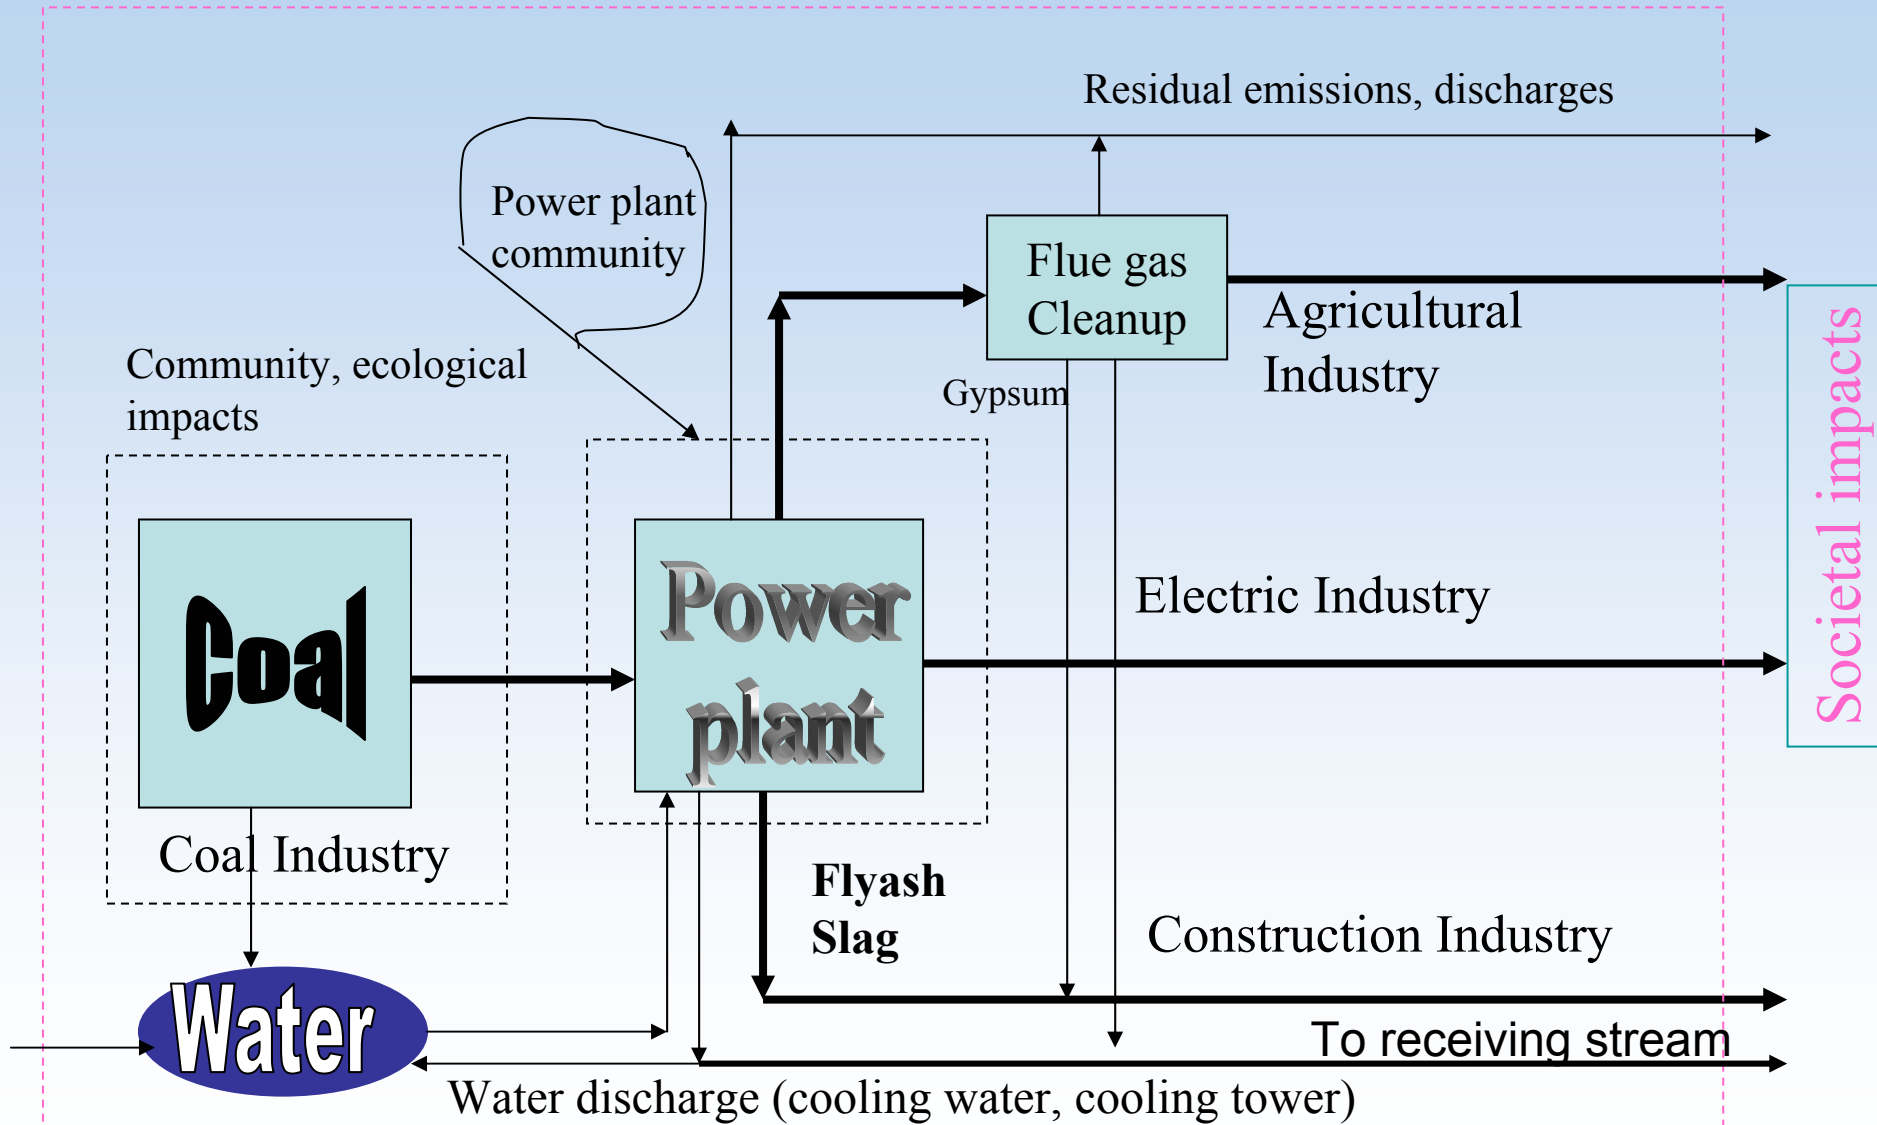 Residual emissions, discharges
Power plant
community
Flue gas
Cleanup
Agricultural
Industry
Community, ecological
impacts
Gypsum
Societal impacts
Coal
Power
plant
Electric Industry
Coal Industry
Flyash
Slag
Construction Industry
Water
To receiving stream
Water discharge (cooling water, cooling tower)